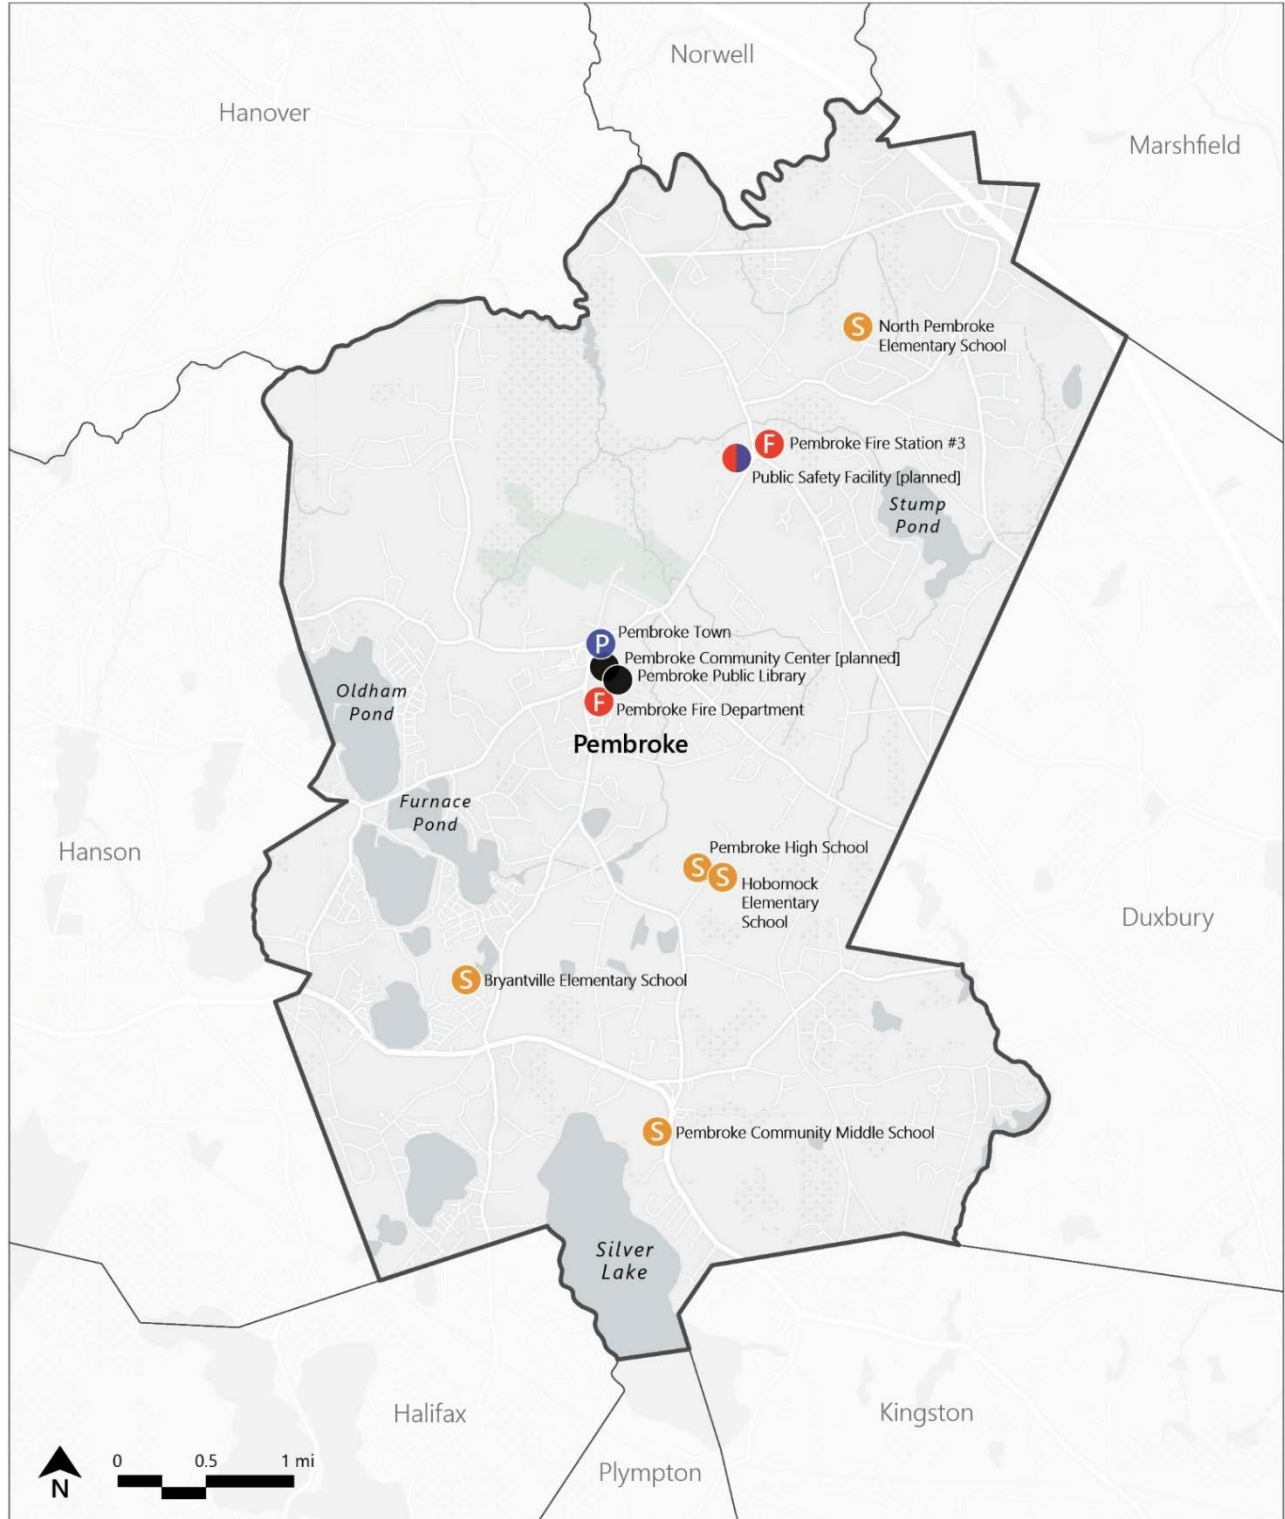 Norwell
Hanover
Marshfield
S
North Pembroke
Elementary School
F
Pembroke Fire Station #3
Public Safety Facility [planned]
Stump
Pond
P
Pembroke Town
Pembroke Community Center [planned]
Pembroke Public Library
F
Pembroke Fire Department
Pembroke
Oldham
Pond
Furnace
Pond
Hanson
Pembroke High School
S
S
Hobomock
Elementary
School
Duxbury
S
Bryantville Elementary School
S
Pembroke Community Middle School
Silver
Lake
Halifax
Kingston
Plympton
N
0
0.5
1 mi